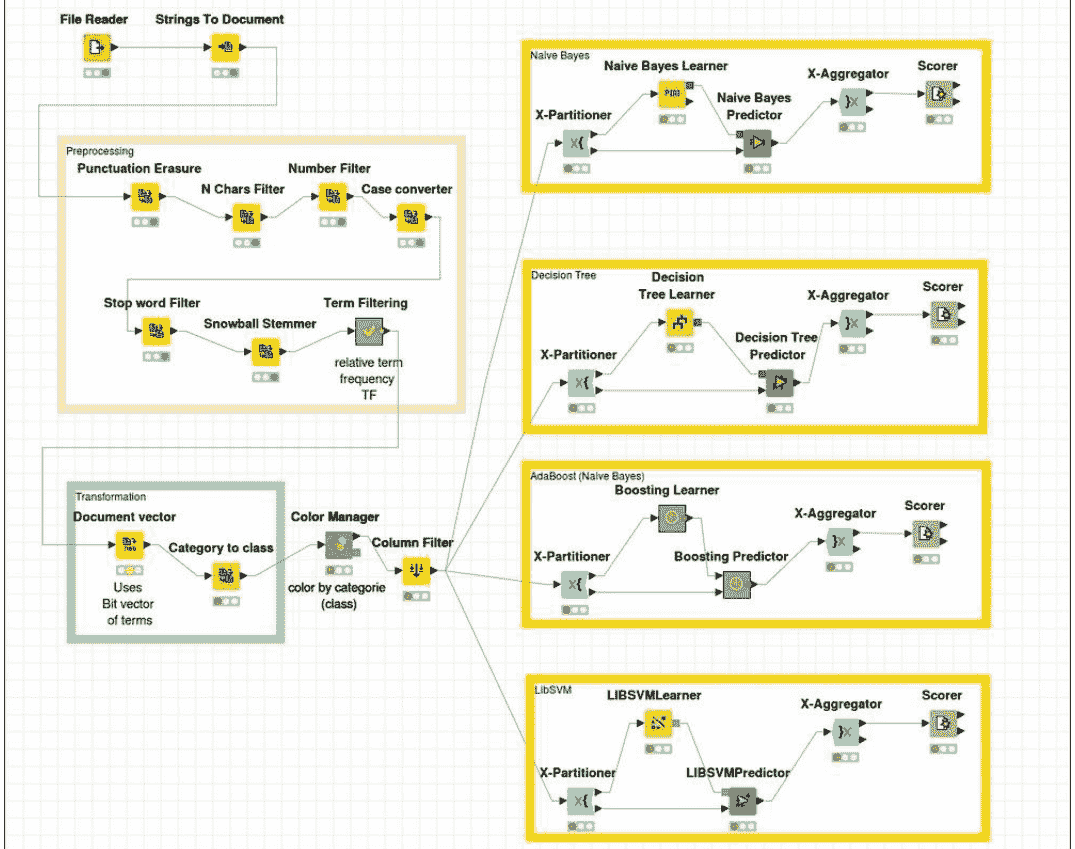 File Reader
Strings To Document
Preprocessing
Punctuation Erasure
N Chars Filter
Number Filter
Case converter
Stop word Filter
Snowball Stemmer
Term Filtering
relative term
frequency
TF
Transformation
Document vector
Uses
Bit vector
of terms
Category to class
Color Manager
color by categorie
(class)
Column Filter
Naive Bayes
X-Partitioner
Naive Bayes Learner
Naive Bayes
Predictor
X-Aggregator
Scorer
Decision Tree
X-Partitioner
Decision
Tree Learner
Decision Tree
Predictor
X-Aggregator
Scorer
AdaBoost (Naive Bayes)
X-Partitioner
Boosting Learner
Boosting Predictor
X-Aggregator
Scorer
LibSVM
X-Partitioner
LIBSVMLearner
LIBSVMPredictor
X-Aggregator
Scorer